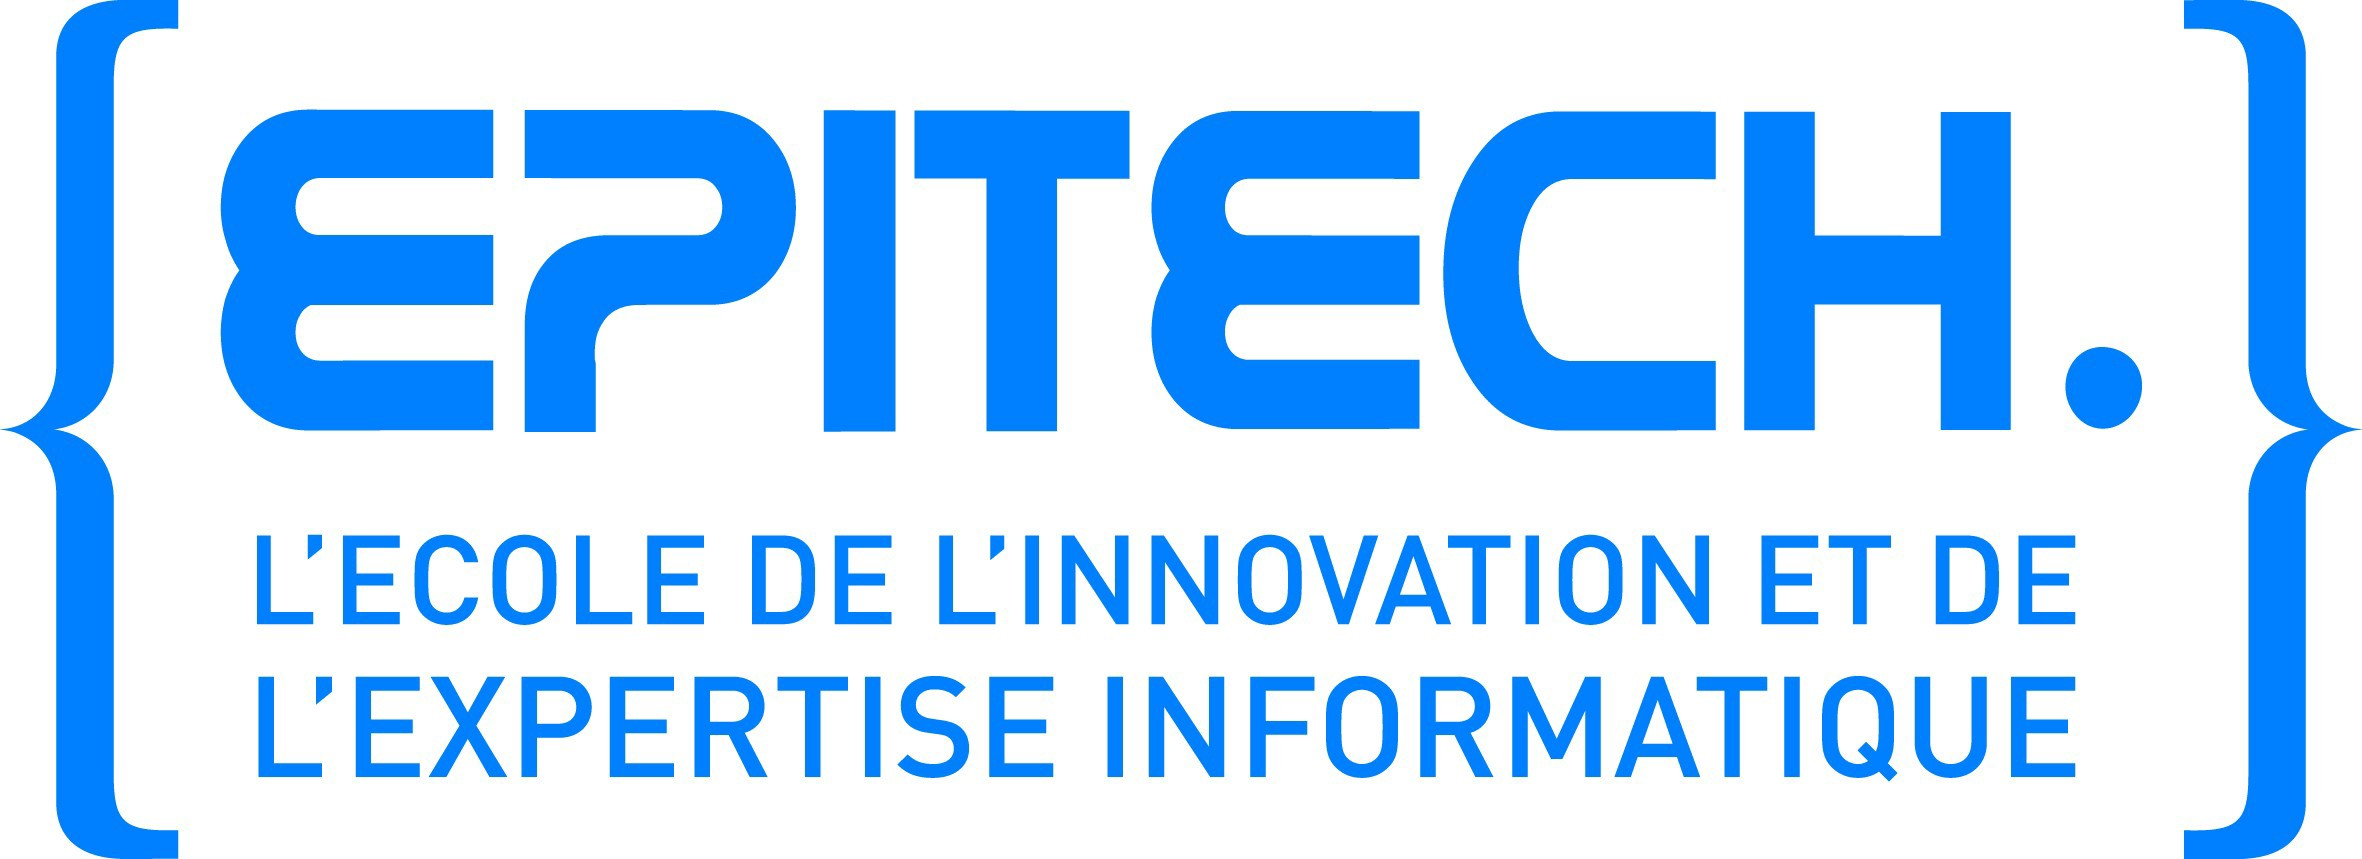 { EPITECH. }
L'ECOLE DE L'INNOVATION ET DE
L'EXPERTISE INFORMATIQUE